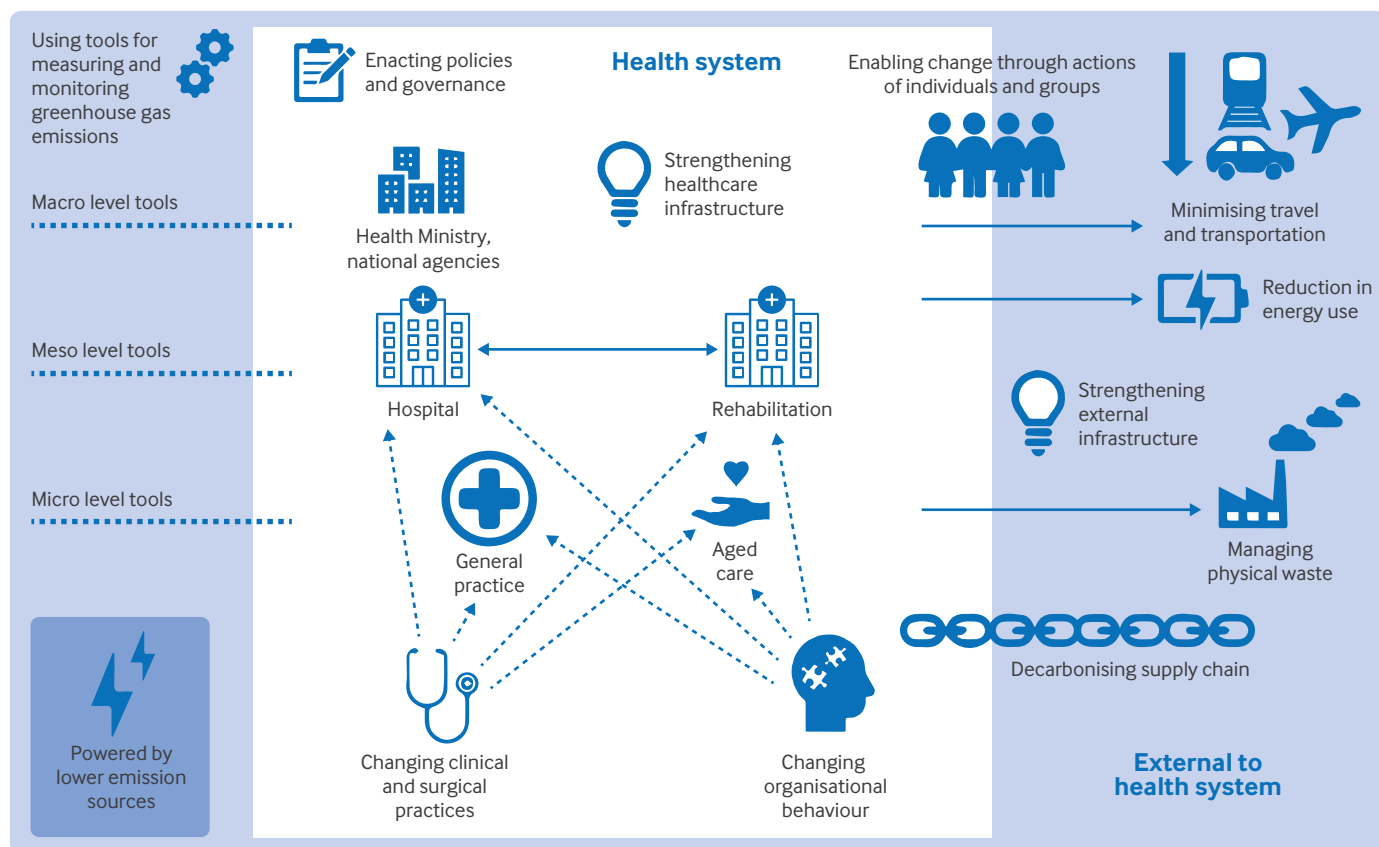 Using tools for
measuring and
monitoring
greenhouse gas
emissions
Enacting policies
and governance
Health system
Enabling change through actions
of individuals and groups
Strengthening
healthcare
infrastructure
Macro level tools
Health Ministry,
national agencies
Minimising travel
and transportation
Reduction in
energy use
Meso level tools
Hospital
Rehabilitation
Strengthening
external
infrastructure
Micro level tools
General
practice
Aged
care
Managing
physical waste
Decarbonising supply chain
Powered by
lower emission
sources
Changing clinical
and surgical
practices
Changing
organisational
behaviour
External to
health system